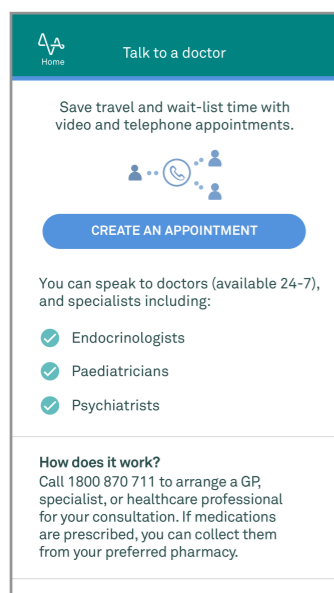 Home
Talk to a doctor
Save travel and wait-list time with
video and telephone appointments.
CREATE AN APPOINTMENT
You can speak to doctors (available 24-7),
and specialists including:
Endocrinologists
Paediatricians
Psychiatrists
How does it work?
Call 1800 870 711 to arrange a GP,
specialist, or healthcare professional
for your consultation. If medications
are prescribed, you can collect them
from your preferred pharmacy.